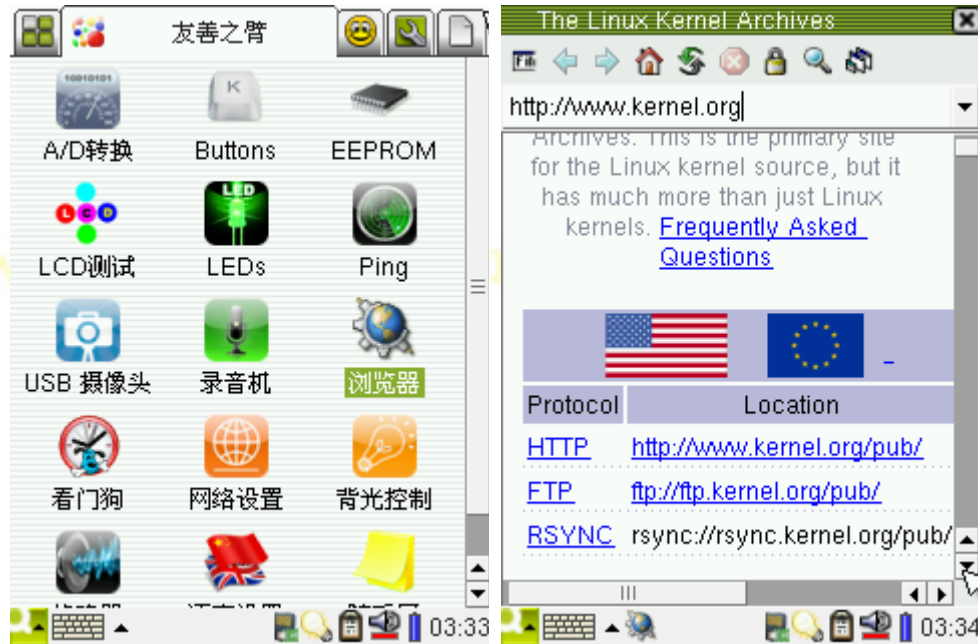 友善之臂
10010101
K
A/D转换
Buttons
EEPROM
LCD
LED
LCD测试
LEDs
Ping
USB 摄像头
录音机
浏览器
看门狗
网络设置
背光控制
03:33
The Linux Kernel Archives
http://www.kernel.org
Archives. This is the primary site
for the Linux kernel source, but it
has much more than just Linux
kernels. Frequently Asked
Questions
Protocol
Location
HTTP
http://www.kernel.org/pub/
FTP
ftp://ftp.kernel.org/pub/
RSYNC
rsync://rsync.kernel.org/pub/
03:34